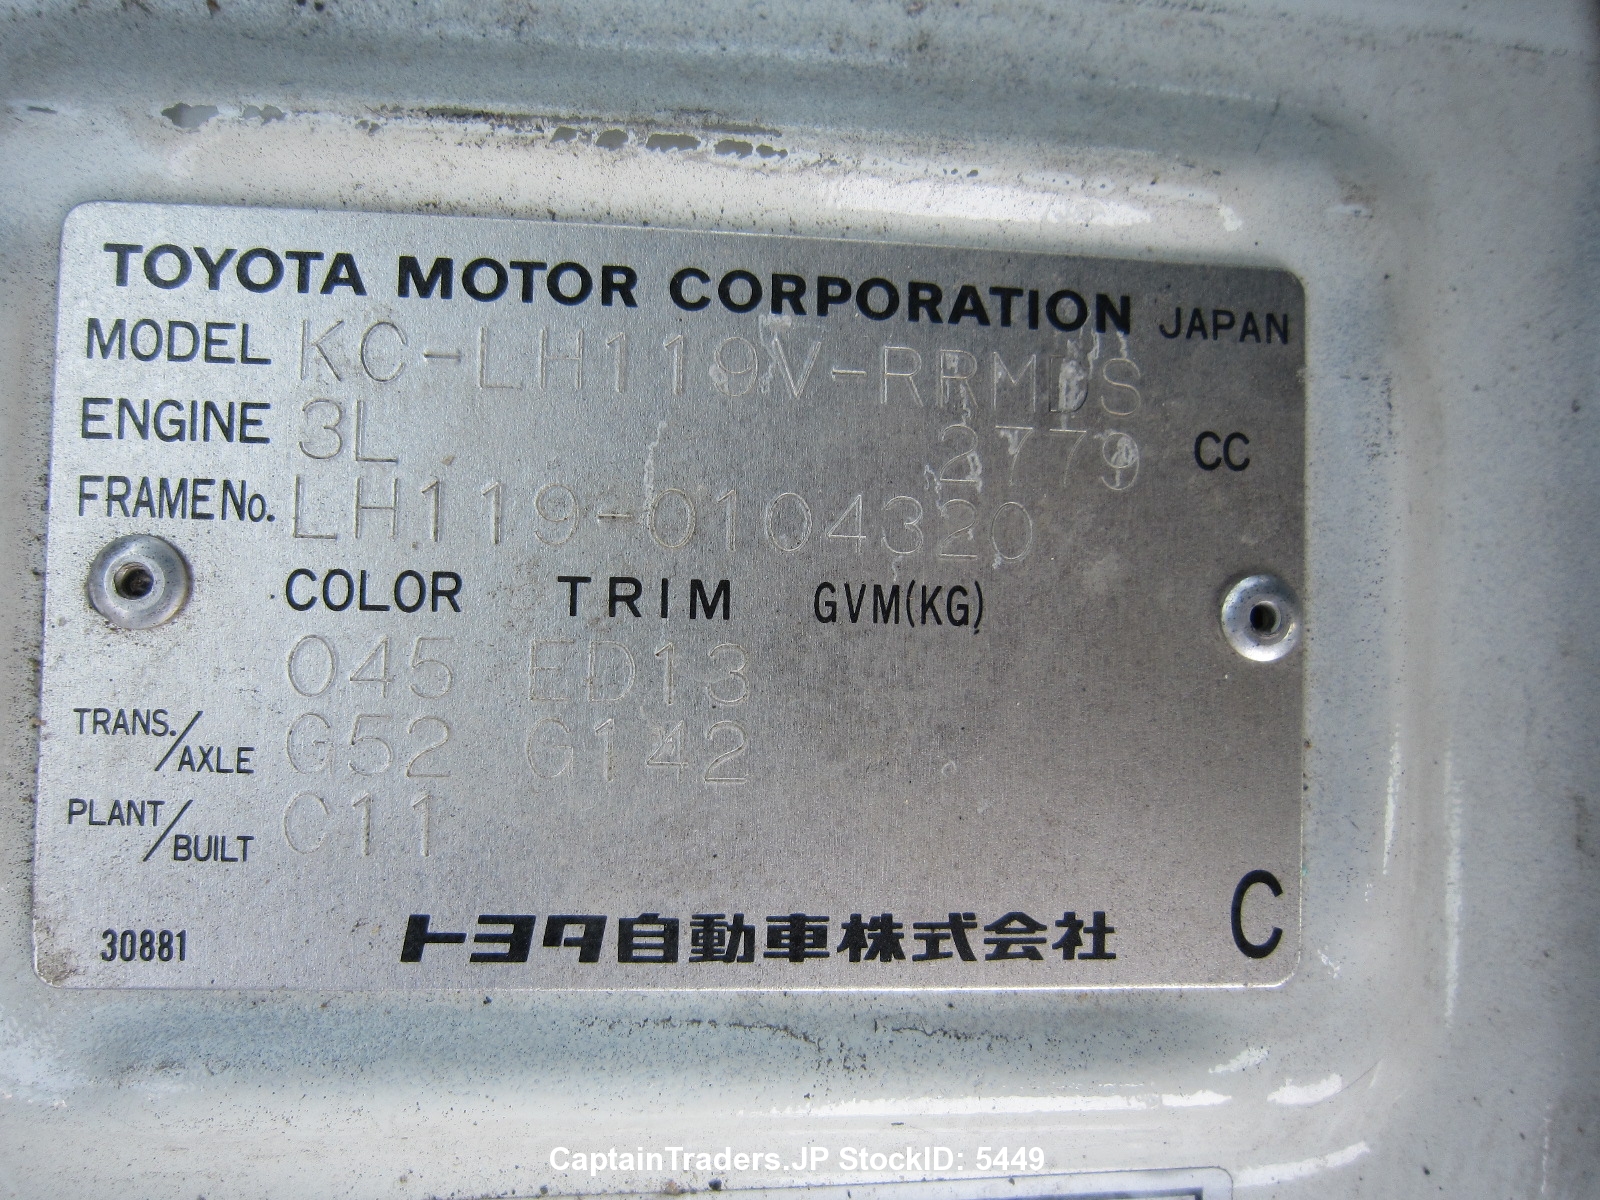 TOYOTA MOTOR CORPORATION JAPAN
MODEL KC-LH119V-RRMDS
ENGINE 3L 2779 CC
FRAME No. LH119-0104320
COLOR TRIM GVM(KG)
045 ED13
TRANS./AXLE G52 G142
PLANT/BUILT C11
30881 トヨタ自動車株式会社 C
CaptainTraders.JP StockID: 5449